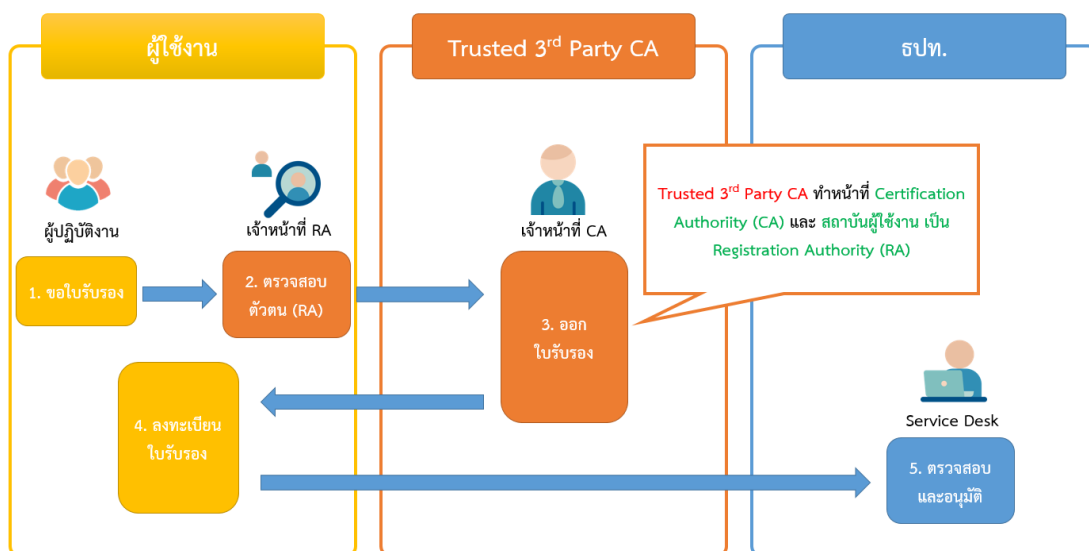 ผู้ใช้งาน
Trusted 3rd Party CA
ธปท.
ผู้ปฏิบัติงาน
เจ้าหน้าที่ RA
เจ้าหน้าที่ CA
Trusted 3rd Party CA ทำหน้าที่ Certification
Authoriity (CA) และ สถาบันผู้ใช้งาน เป็น
Registration Authority (RA)
1. ขอใบรับรอง
2. ตรวจสอบ
ตัวตน (RA)
3. ออก
ใบรับรอง
4. ลงทะเบียน
ใบรับรอง
Service Desk
5. ตรวจสอบ
และอนุมัติ